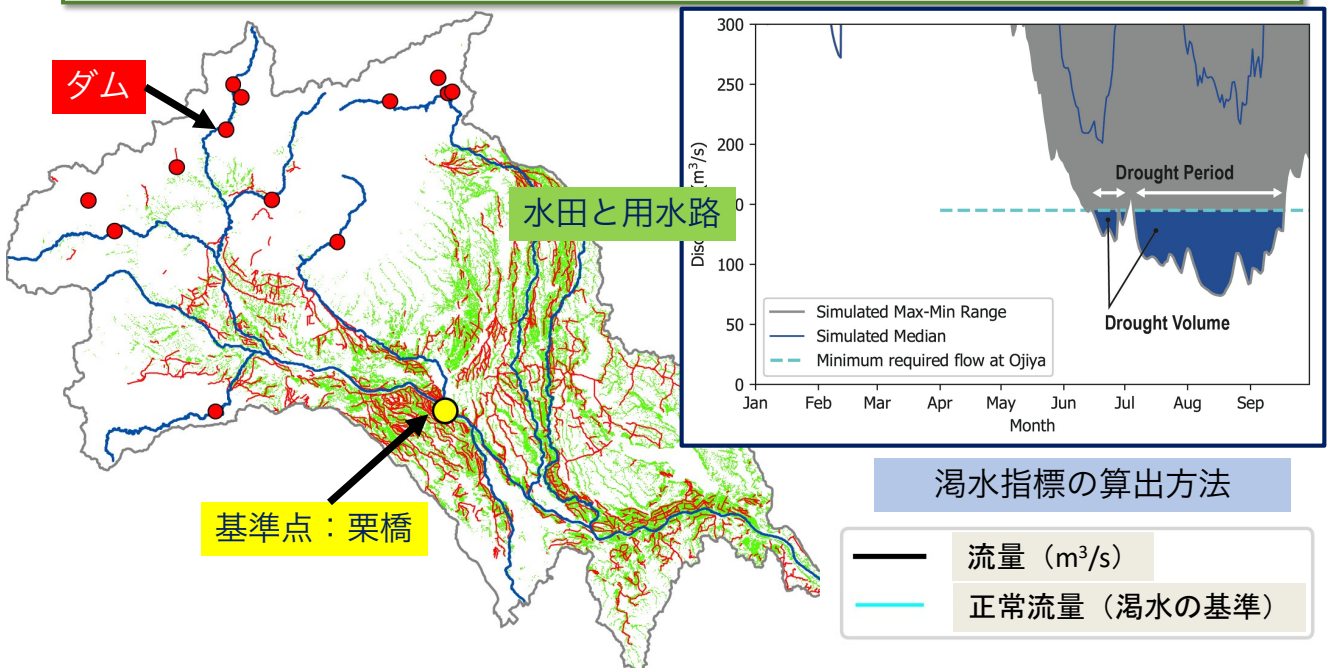 ダム
水田と用水路
基準点：栗橋
300
250
200
100
50
0
(m³/s)
Drought Period
Drought Volume
Simulated Max-Min Range
Simulated Median
Minimum required flow at Ojiya
Jan Feb Mar Apr May Jun Jul Aug Sep
Month
渇水指標の算出方法
流量（m³/s）
正常流量（渇水の基準）